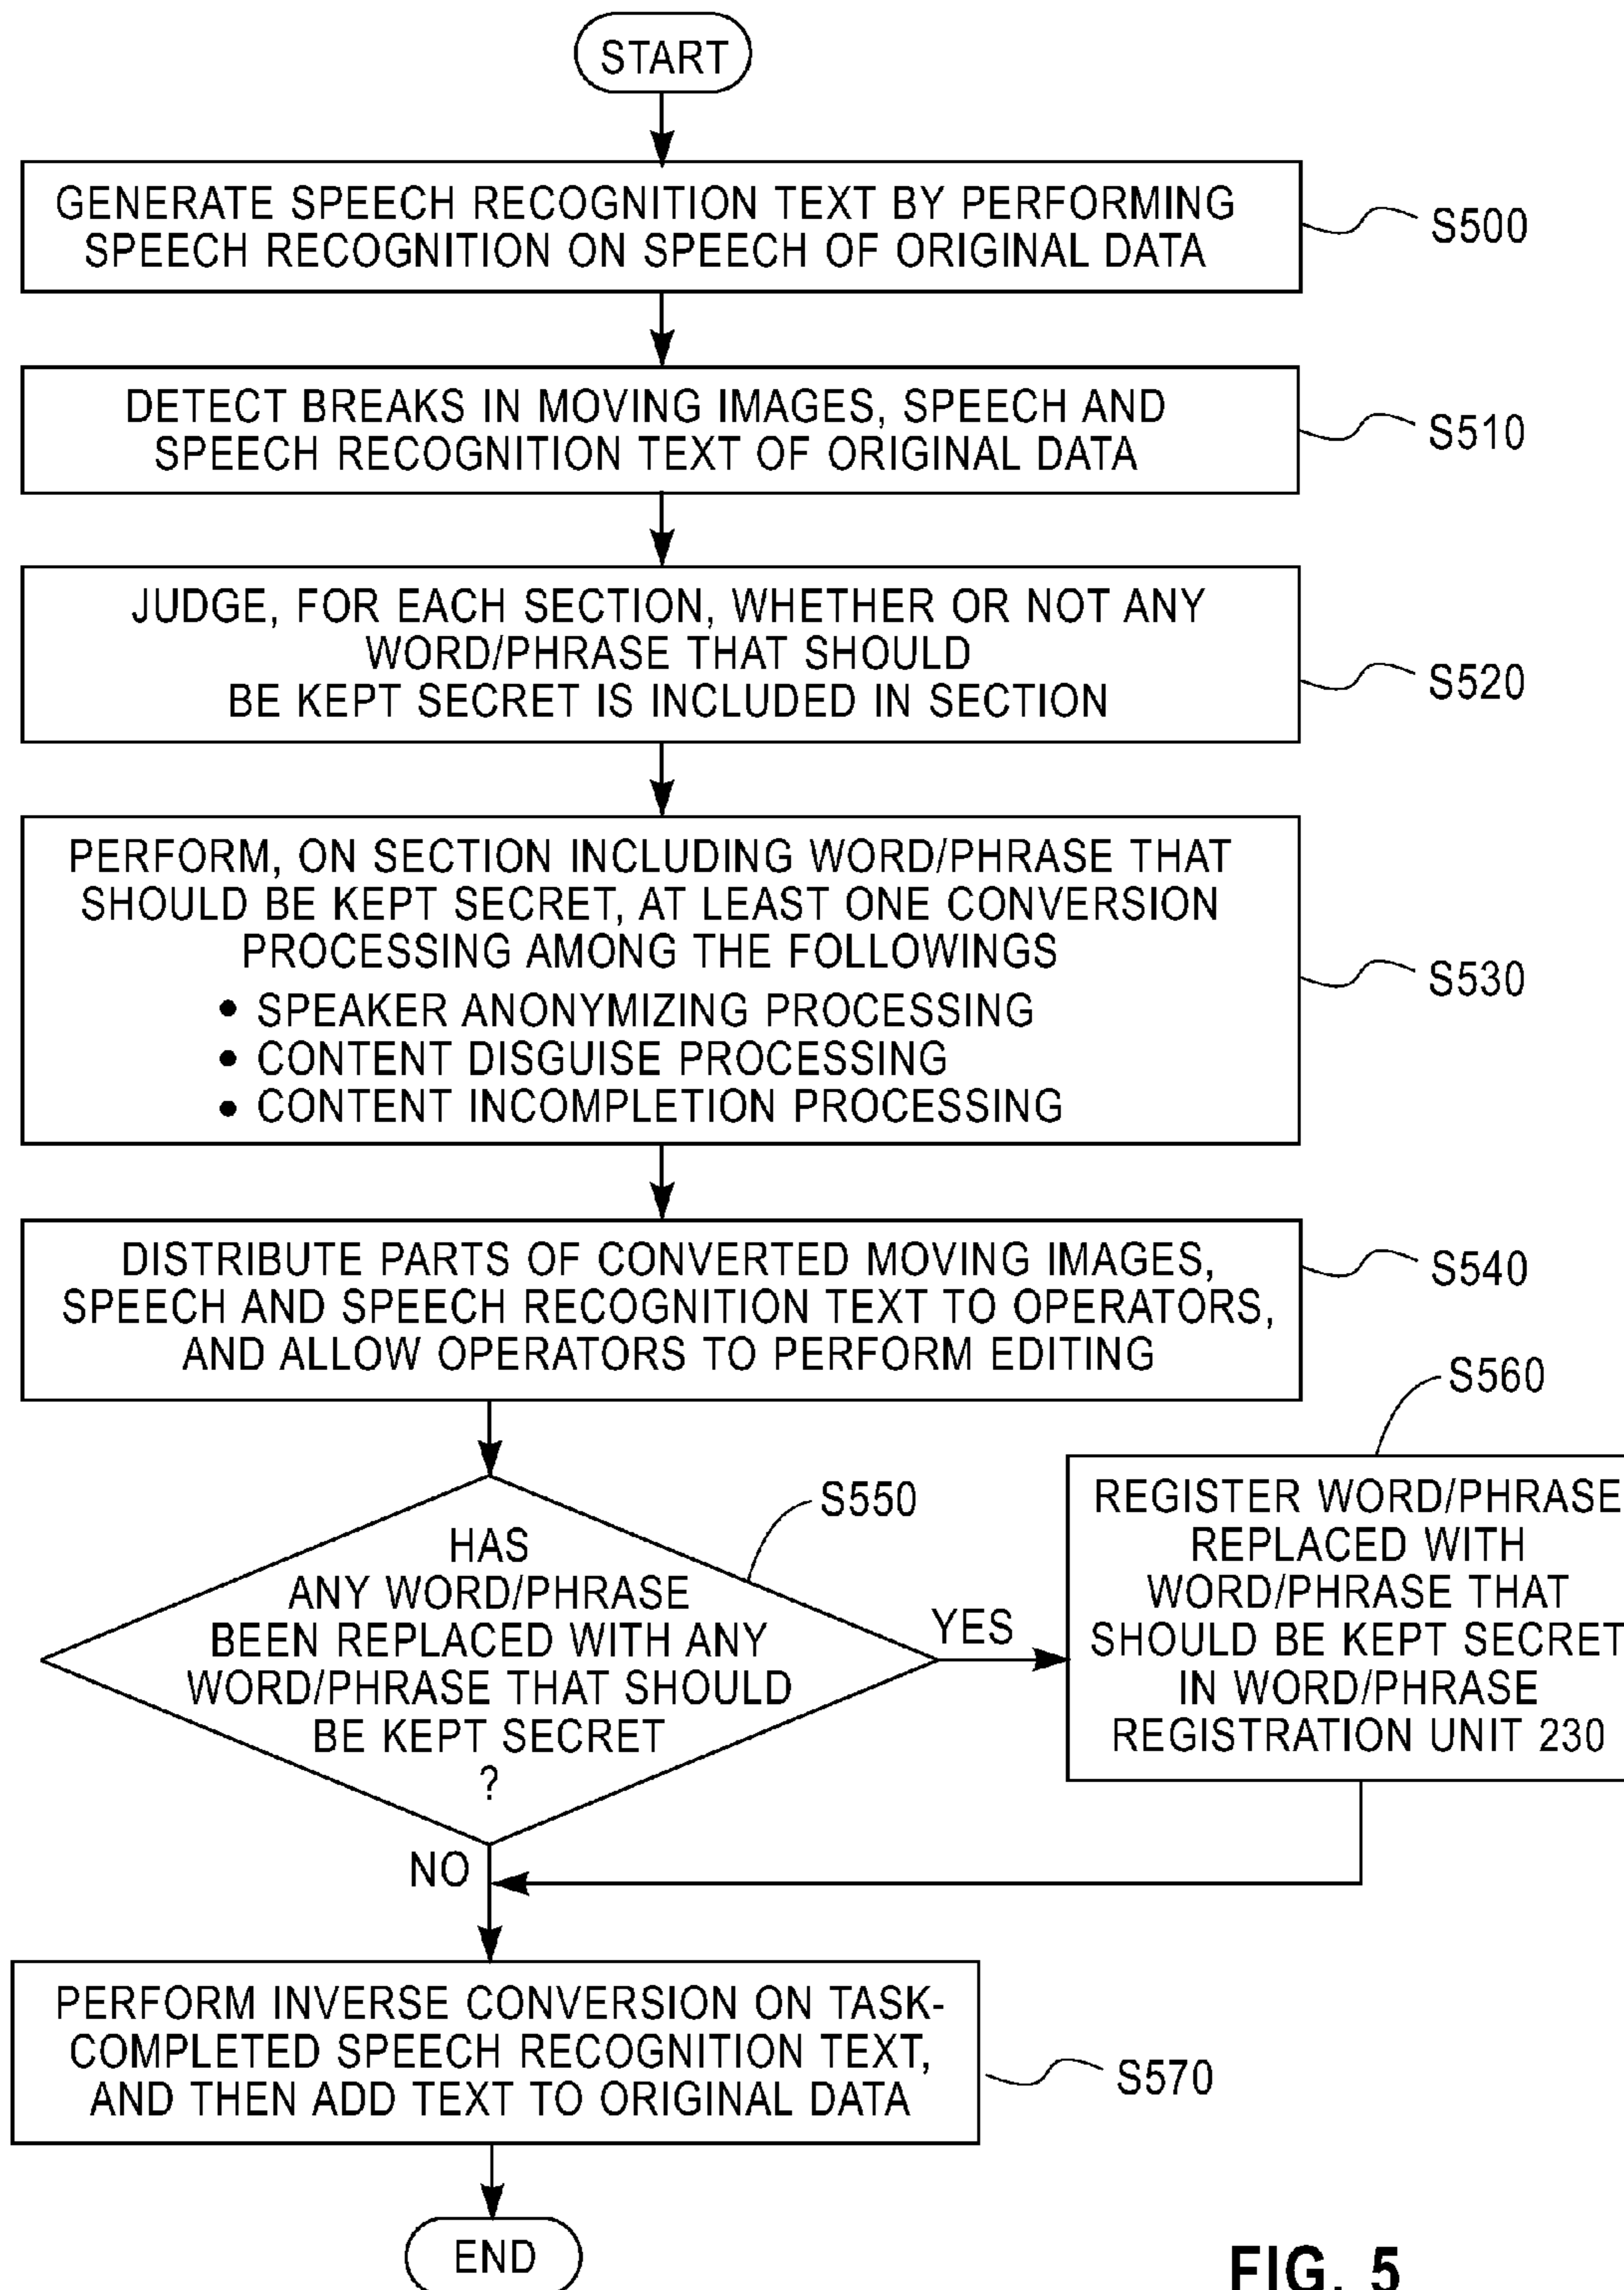 START
GENERATE SPEECH RECOGNITION TEXT BY PERFORMING
SPEECH RECOGNITION ON SPEECH OF ORIGINAL DATA
S500
DETECT BREAKS IN MOVING IMAGES, SPEECH AND
SPEECH RECOGNITION TEXT OF ORIGINAL DATA
S510
JUDGE, FOR EACH SECTION, WHETHER OR NOT ANY
WORD/PHRASE THAT SHOULD
BE KEPT SECRET IS INCLUDED IN SECTION
S520
PERFORM, ON SECTION INCLUDING WORD/PHRASE THAT
SHOULD BE KEPT SECRET, AT LEAST ONE CONVERSION
PROCESSING AMONG THE FOLLOWINGS
• SPEAKER ANONYMIZING PROCESSING
• CONTENT DISGUISE PROCESSING
• CONTENT INCOMPLETION PROCESSING
S530
DISTRIBUTE PARTS OF CONVERTED MOVING IMAGES,
SPEECH AND SPEECH RECOGNITION TEXT TO OPERATORS,
AND ALLOW OPERATORS TO PERFORM EDITING
S540
HAS
ANY WORD/PHRASE
BEEN REPLACED WITH ANY
WORD/PHRASE THAT SHOULD
BE KEPT SECRET
?
S550
YES
S560
REGISTER WORD/PHRASE
REPLACED WITH
WORD/PHRASE THAT
SHOULD BE KEPT SECRET
IN WORD/PHRASE
REGISTRATION UNIT 230
NO
PERFORM INVERSE CONVERSION ON TASK-
COMPLETED SPEECH RECOGNITION TEXT,
AND THEN ADD TEXT TO ORIGINAL DATA
S570
END
FIG. 5